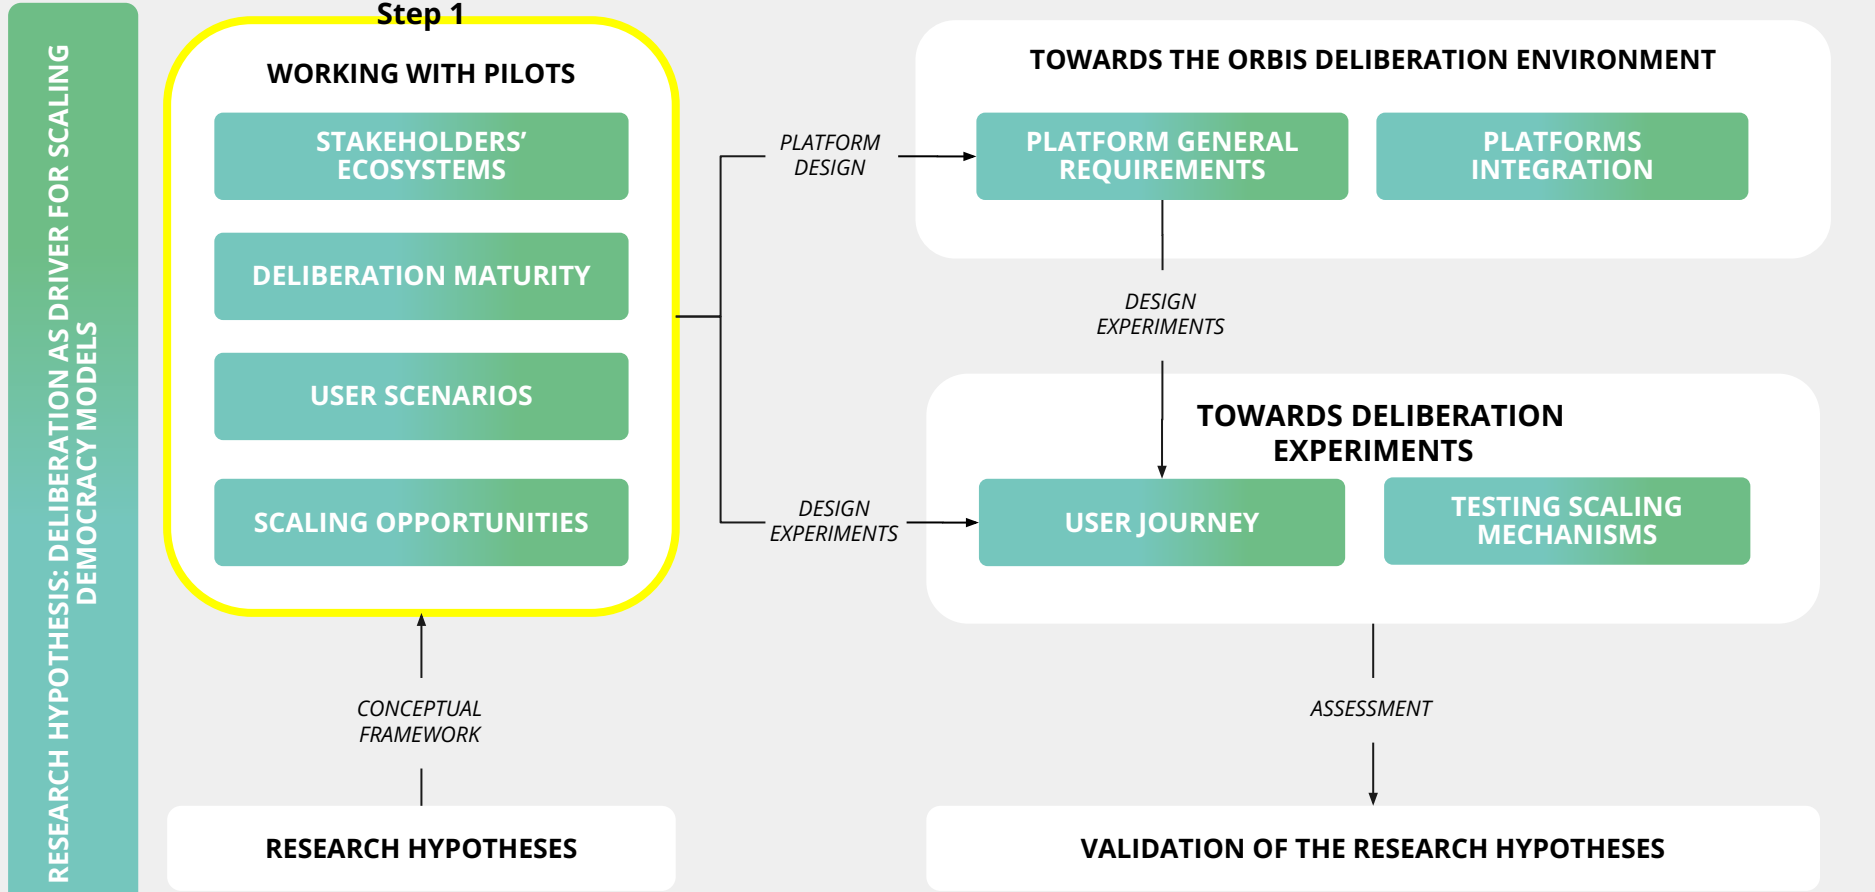 RESEARCH HYPOTHESIS: DELIBERATION AS DRIVER FOR SCALING
DEMOCRACY MODELS
Step 1
WORKING WITH PILOTS
STAKEHOLDERS’
ECOSYSTEMS
DELIBERATION MATURITY
USER SCENARIOS
SCALING OPPORTUNITIES
CONCEPTUAL
FRAMEWORK
RESEARCH HYPOTHESES
PLATFORM
DESIGN
DESIGN
EXPERIMENTS
TOWARDS THE ORBIS DELIBERATION ENVIRONMENT
PLATFORM GENERAL
REQUIREMENTS
PLATFORMS
INTEGRATION
DESIGN
EXPERIMENTS
TOWARDS DELIBERATION
EXPERIMENTS
USER JOURNEY
TESTING SCALING
MECHANISMS
ASSESSMENT
VALIDATION OF THE RESEARCH HYPOTHESES